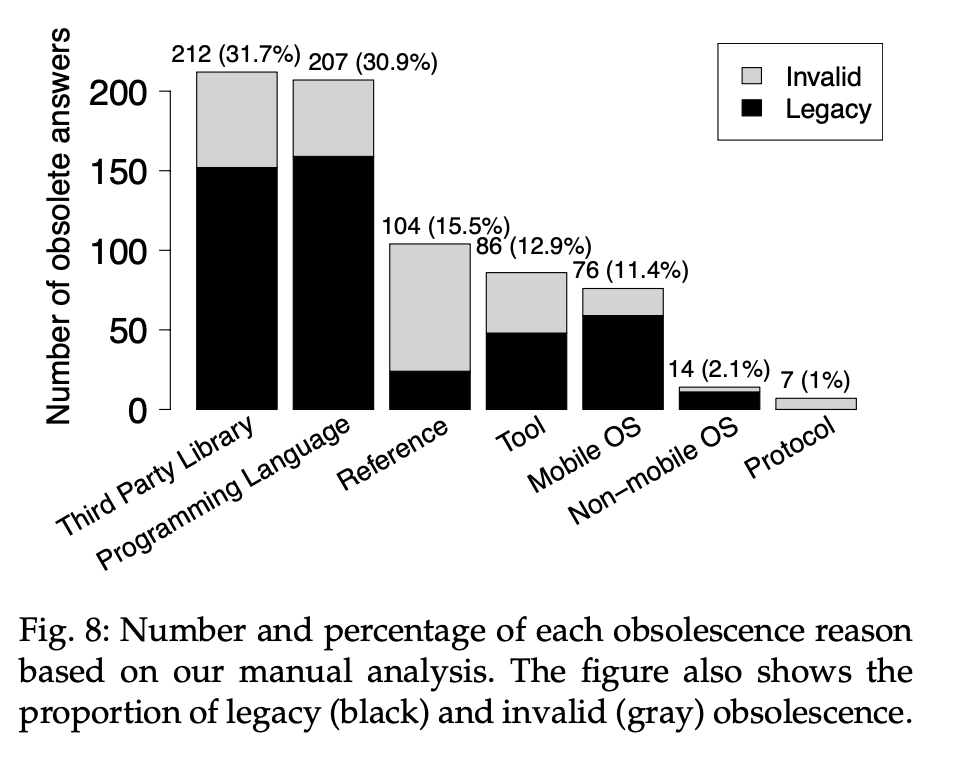 Number of obsolete answers
200
150
100
50
0
212 (31.7%)
207 (30.9%)
104 (15.5%)
86 (12.9%)
76 (11.4%)
14 (2.1%)
7 (1%)
Invalid
Legacy
Third Party Library
Programming Language
Reference
Tool
Mobile OS
Non−mobile OS
Protocol
Fig. 8: Number and percentage of each obsolescence reason
based on our manual analysis. The figure also shows the
proportion of legacy (black) and invalid (gray) obsolescence.